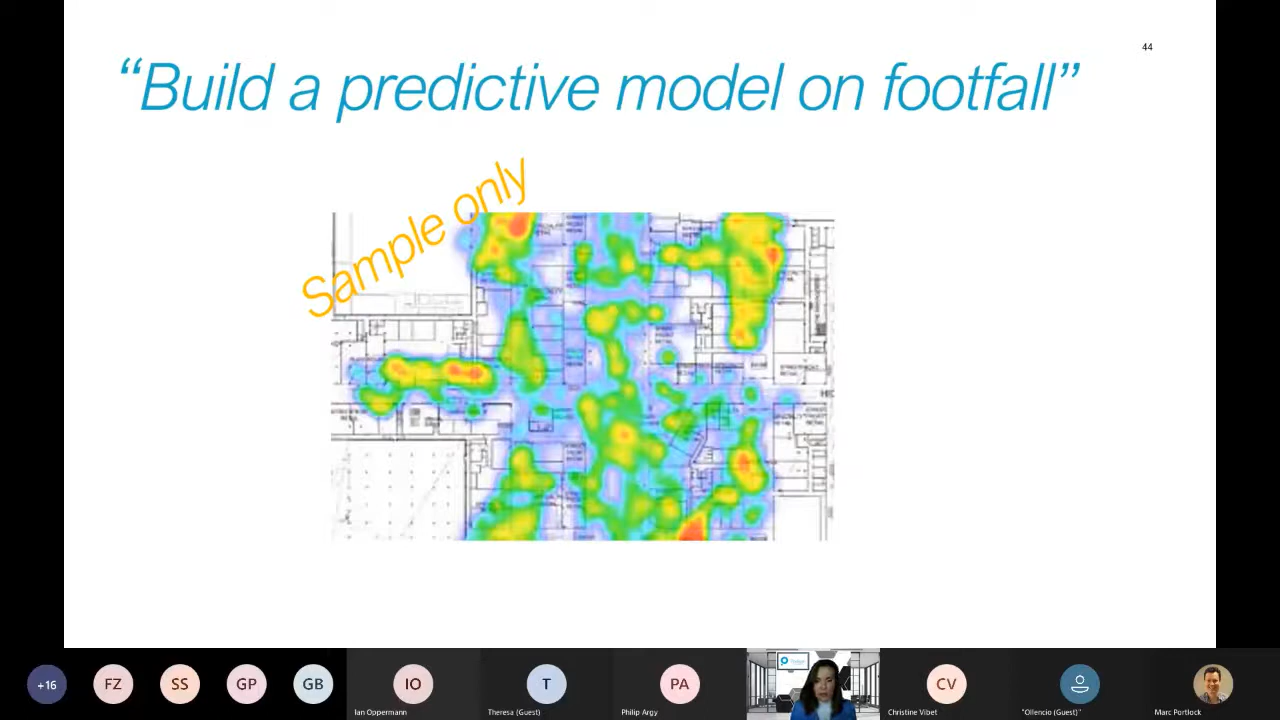 44
“Build a predictive model on footfall”
Sample only
+16
FZ
SS
GP
GB
IO
Ian Oppermann
T
Theresa (Guest)
PA
Philip Argy
CV
Christine Vibet
"Ollencio (Guest)"
Marc Portlock